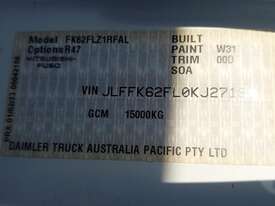 Model FK62FLZ1RFAL BUILT
Options R47 PAINT W31
MITSUBISHI TRIM 00D
FUSO SOA
VIN JLFFK62FL0KJ271
GCM 15000KG
DAIMLER TRUCK AUSTRALIA PACIFIC PTY LTD